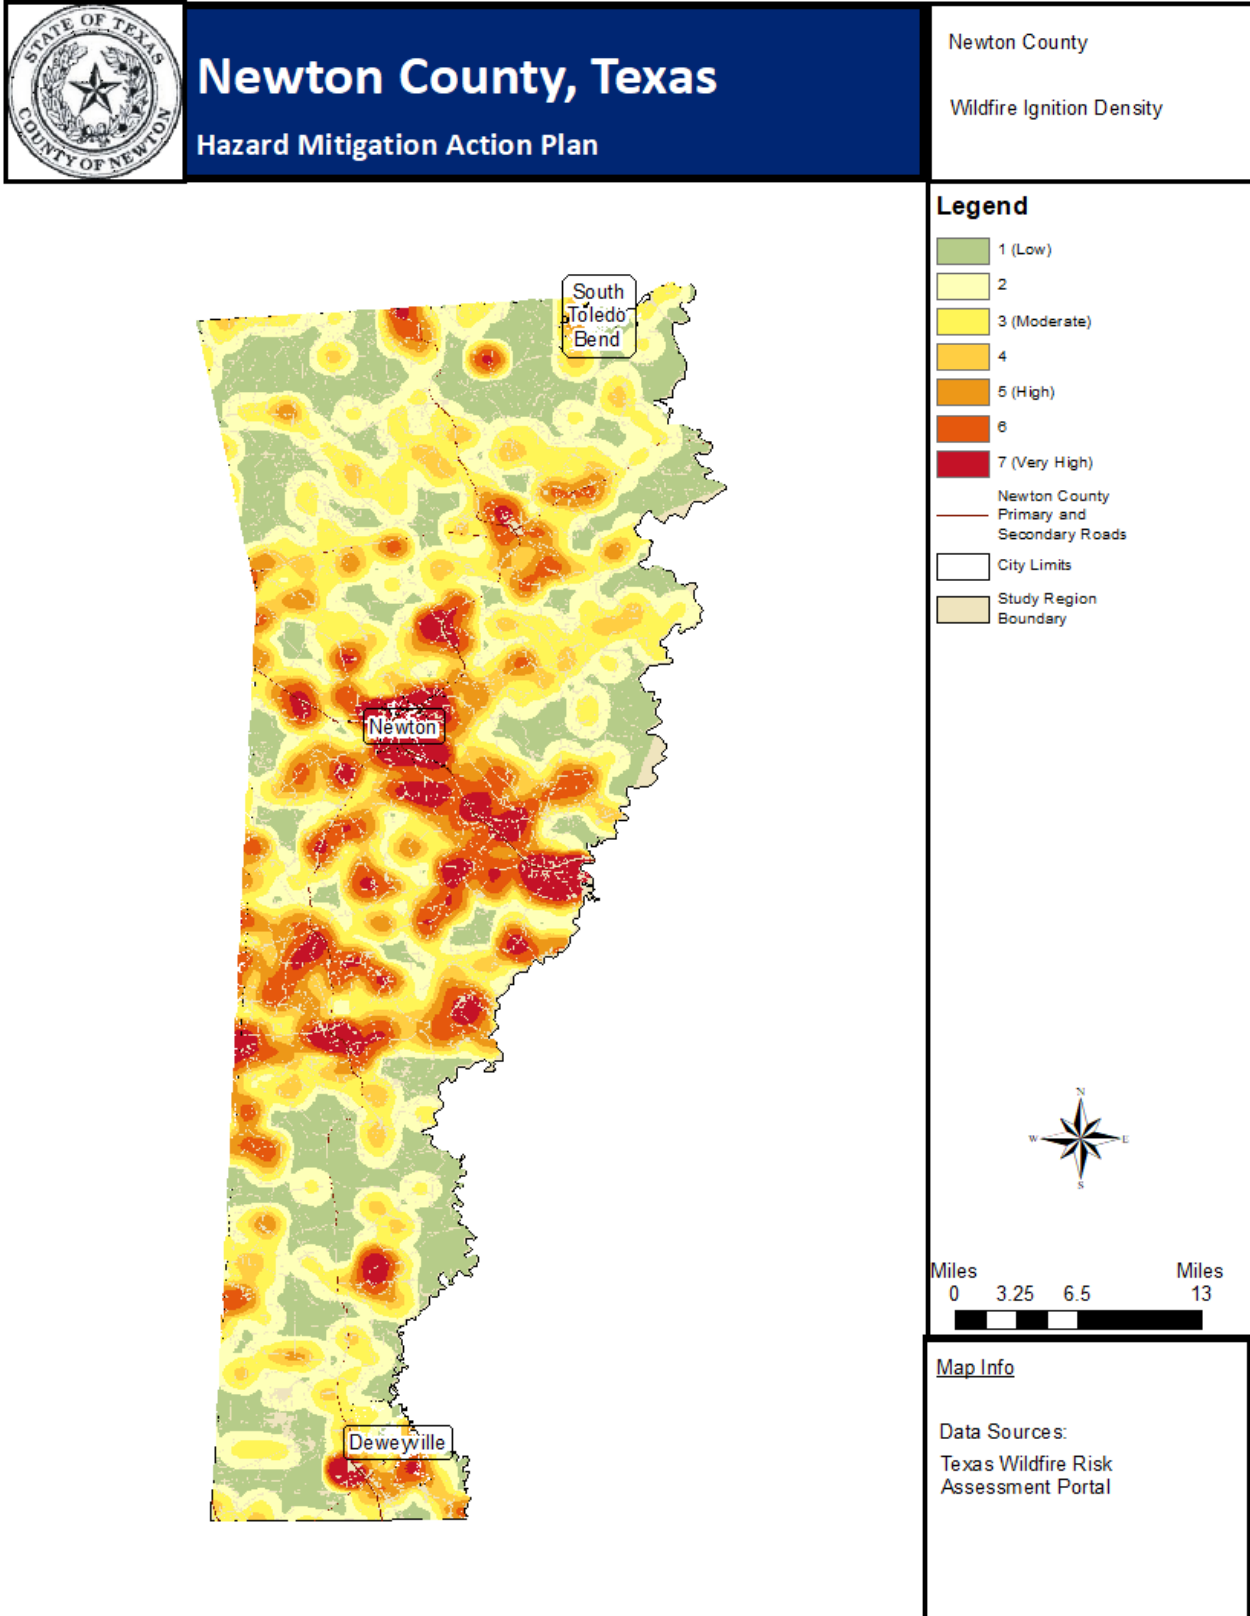 STATE OF TEXAS
COUNTY OF NEWTON
Newton County, Texas
Hazard Mitigation Action Plan
Newton County
Wildfire Ignition Density
Legend
1 (Low)
2
3 (Moderate)
4
5 (High)
6
7 (Very High)
Newton County
Primary and
Secondary Roads
City Limits
Study Region
Boundary
South
Toledo
Bend
Newton
Deweyville
N
W E
S
Miles Miles
0 3.25 6.5 13
Map Info
Data Sources:
Texas Wildfire Risk
Assessment Portal